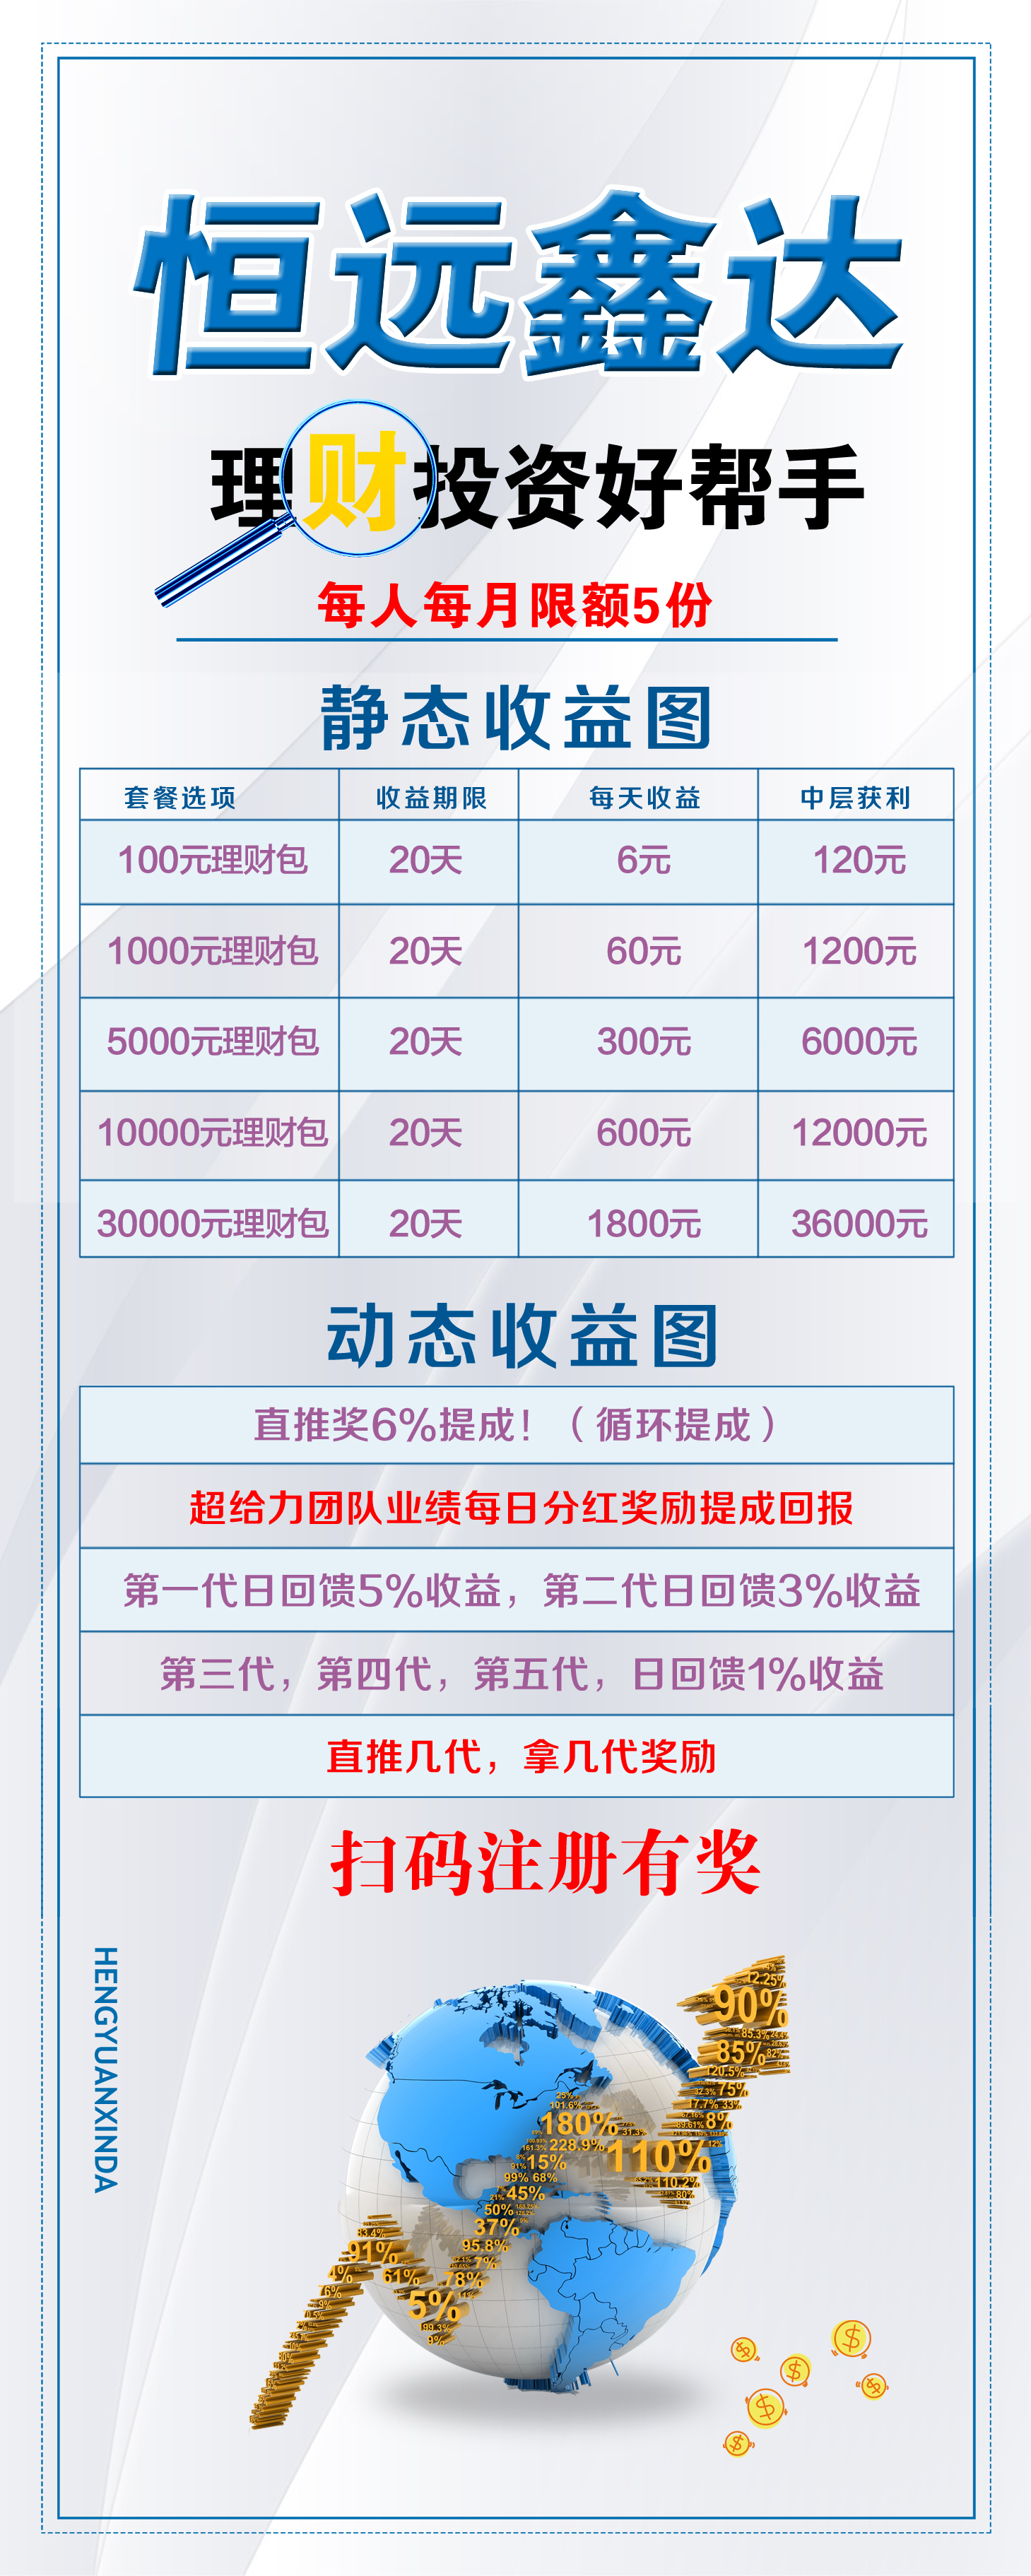 恒远鑫达
理财投资好帮手
每人每月限额5份
静态收益图
套餐选项 收益期限 每天收益 中层获利
100元理财包 20天 6元 120元
1000元理财包 20天 60元 1200元
5000元理财包 20天 300元 6000元
10000元理财包 20天 600元 12000元
30000元理财包 20天 1800元 36000元
动态收益图
直推奖6%提成！（循环提成）
超给力团队业绩每日分红奖励提成回报
第一代日回馈5%收益，第二代日回馈3%收益
第三代，第四代，第五代，日回馈1%收益
直推几代，拿几代奖励
扫码注册有奖
HENGYUANXINDA
90%
85.3%
85%
75%
8%
180%
228.9%
110%
15%
99% 68%
45%
50%
37%
95.8%
7%
91%
61%
78%
5%